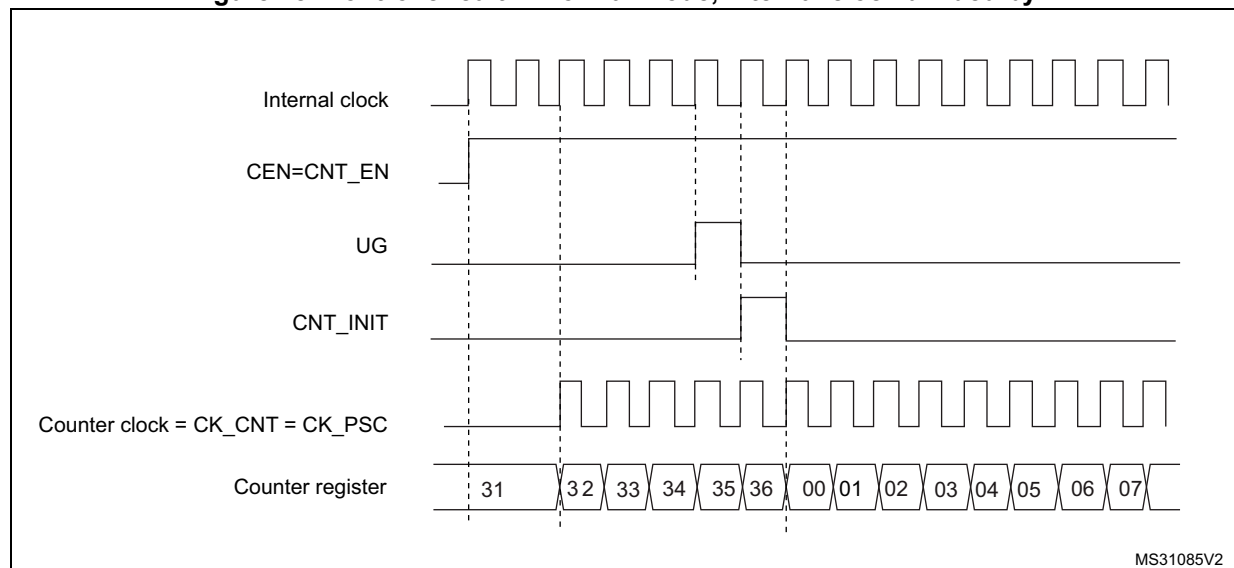 Internal clock
CEN=CNT_EN
UG
CNT_INIT
Counter clock = CK_CNT = CK_PSC
Counter register 31 32 33 34 35 36 00 01 02 03 04 05 06 07
MS31085V2